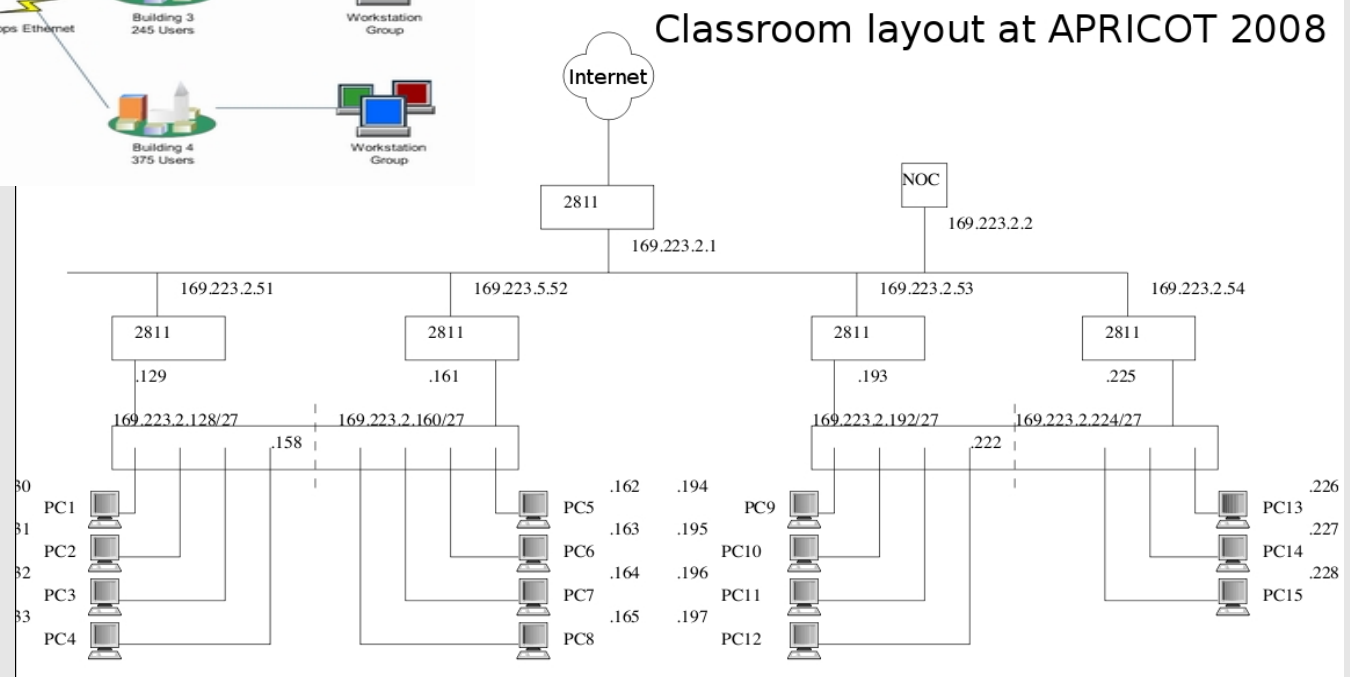 Classroom layout at APRICOT 2008
ps Ethernet
Building 3
245 Users
Workstation
Group
Building 4
375 Users
Workstation
Group
Internet
2811
NOC
169.223.2.2
169.223.2.1
169.223.2.51
169.223.5.52
169.223.2.53
169.223.2.54
2811
2811
2811
2811
.129
.161
.193
.225
169.223.2.128/27
169.223.2.160/27
169.223.2.192/27
169.223.2.224/27
.158
.222
30
PC1
.162
PC5
.194
PC9
.226
PC13
31
PC2
.163
PC6
.195
PC10
.227
PC14
32
PC3
.164
PC7
.196
PC11
.228
PC15
33
PC4
.165
PC8
.197
PC12